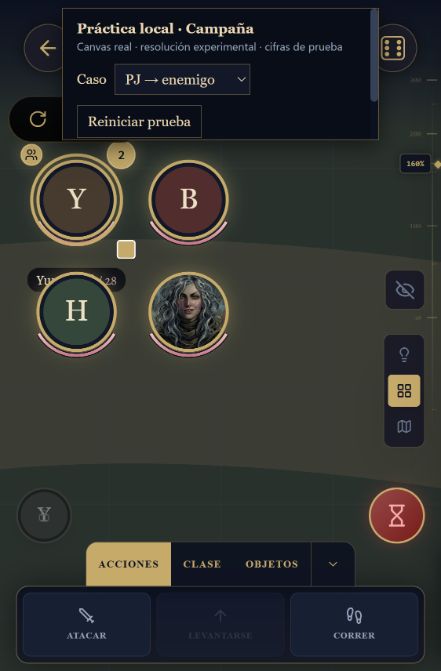 Práctica local · Campaña
Canvas real · resolución experimental · cifras de prueba
Caso PJ → enemigo
Reiniciar prueba
160%
2
Y
B
28
H
Y
ACCIONES CLASE OBJETOS
ATACAR LEVANTARSE CORRER